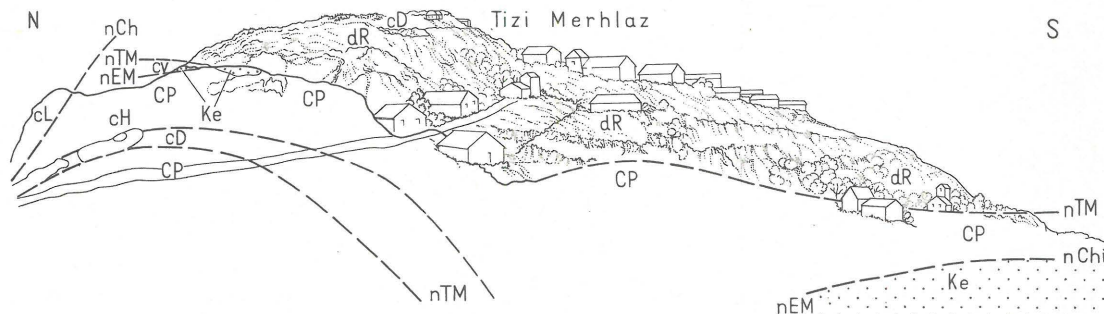 N
nCh
cD
Tizi Merhlaz
S
dR
nTM
cv
nEM
CP
Ke
CP
cL
cH
cD
dR
CP
CP
dR
nTM
CP
nChi
Ke
nTM
nEM